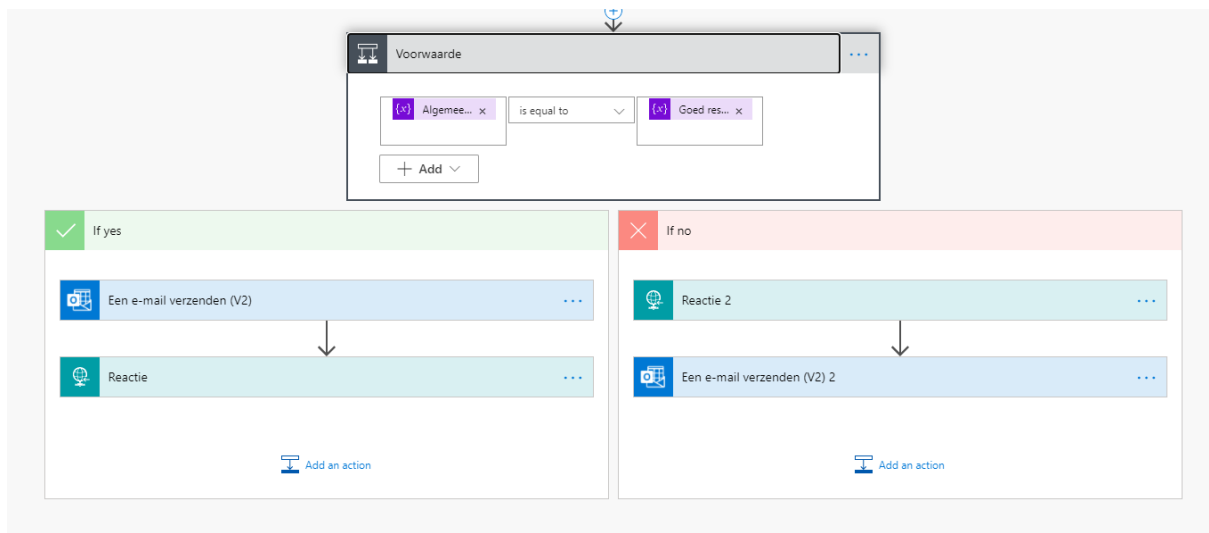 Voorwaarde
{x} Algemee... x is equal to {x} Goed res... x
+ Add
If yes
Een e-mail verzenden (V2)
Reactie
Add an action
If no
Reactie 2
Een e-mail verzenden (V2) 2
Add an action